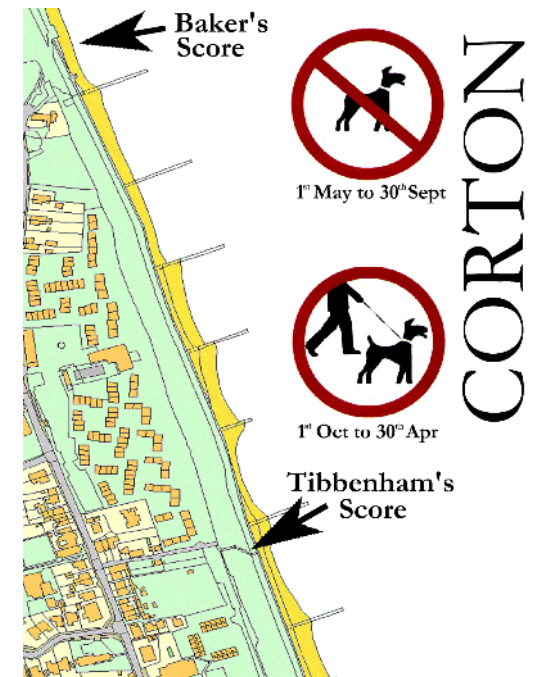 Baker's
Score
1st May to 30th Sept
CORTON
1st Oct to 30th Apr
Tibbenham's
Score